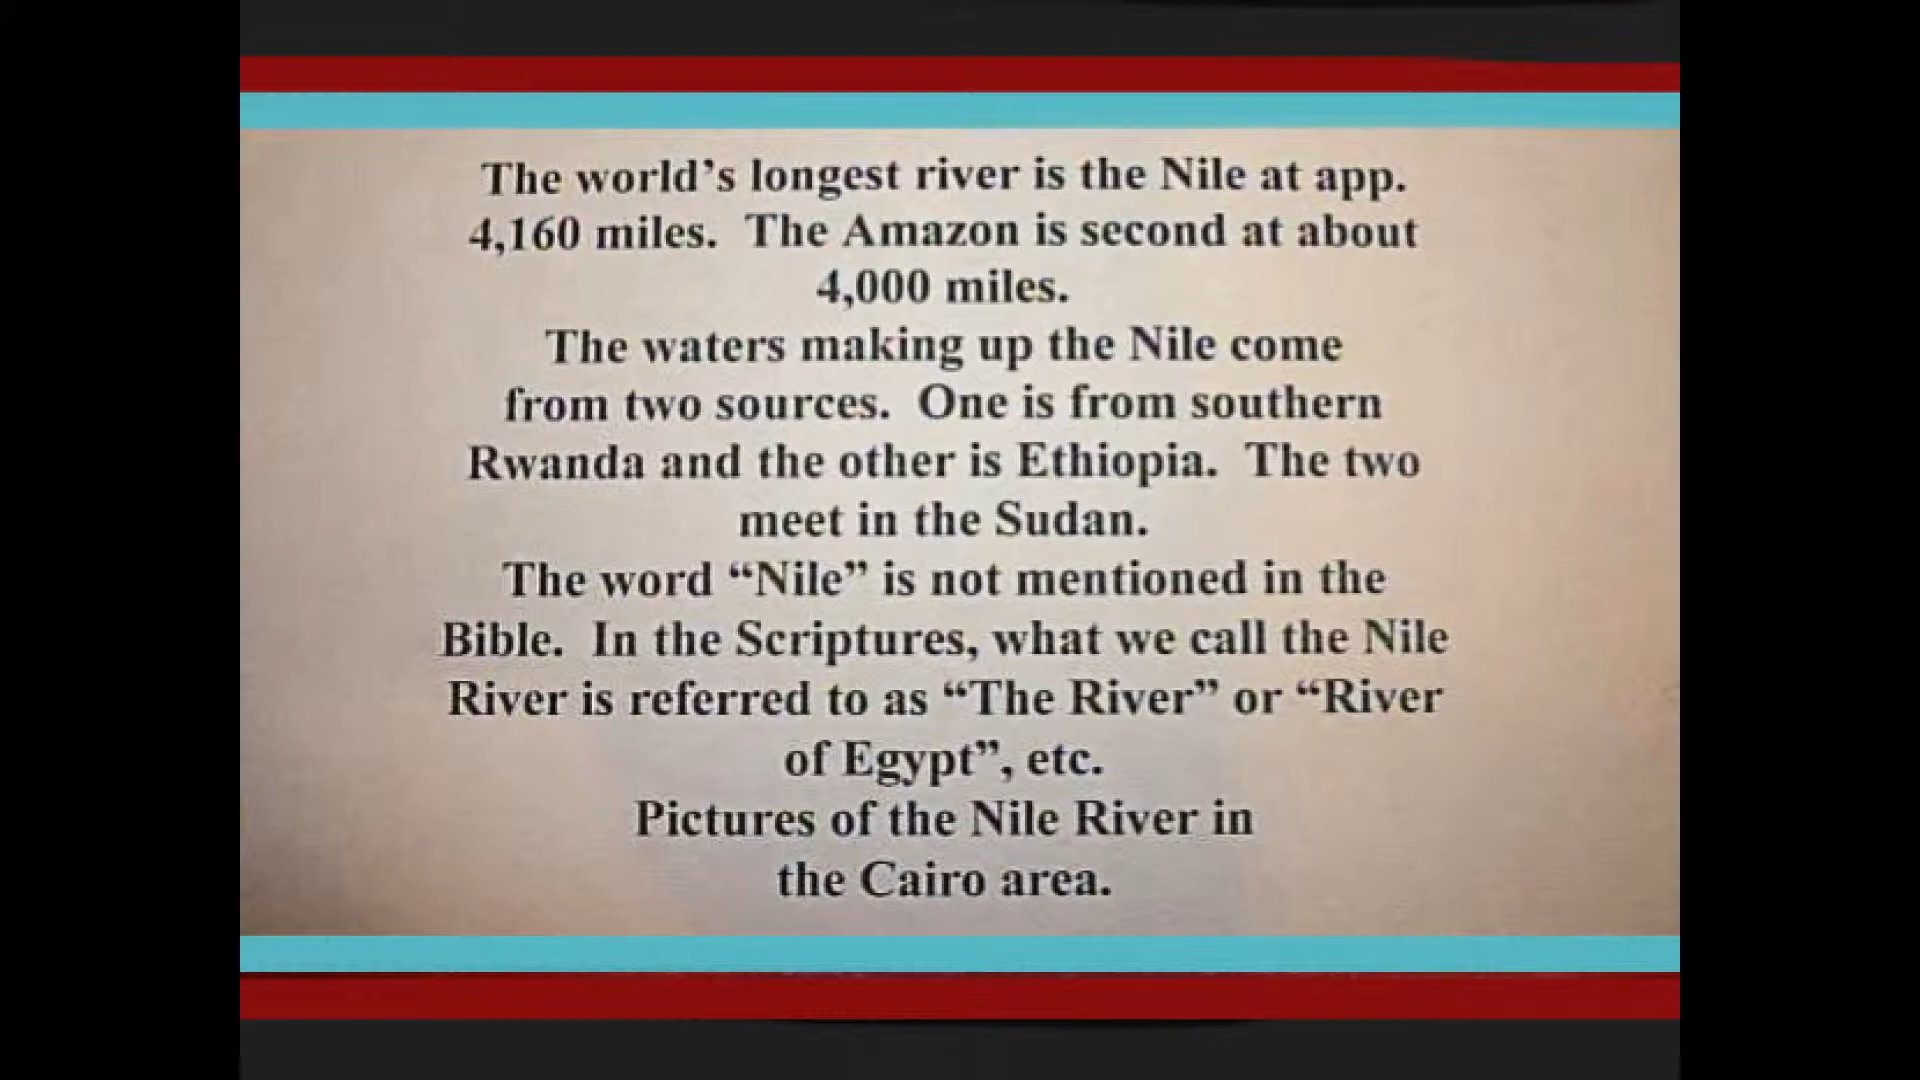 The world’s longest river is the Nile at app.
4,160 miles.  The Amazon is second at about
4,000 miles.
The waters making up the Nile come
from two sources.  One is from southern
Rwanda and the other is Ethiopia.  The two
meet in the Sudan.
The word “Nile” is not mentioned in the
Bible.  In the Scriptures, what we call the Nile
River is referred to as “The River” or “River
of Egypt”, etc.
Pictures of the Nile River in
the Cairo area.